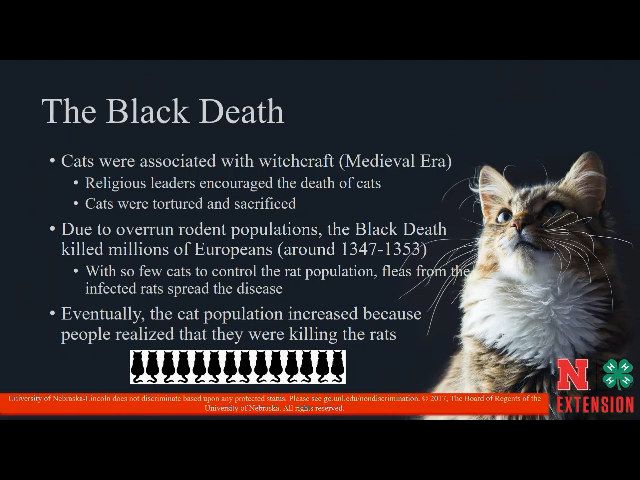 The Black Death
• Cats were associated with witchcraft (Medieval Era)
• Religious leaders encouraged the death of cats
• Cats were tortured and sacrificed
• Due to overrun rodent populations, the Black Death
killed millions of Europeans (around 1347-1353)
• With so few cats to control the rat population, fleas from the
infected rats spread the disease
• Eventually, the cat population increased because
people realized that they were killing the rats
N
EXTENSION
University of Nebraska-Lincoln does not discriminate based upon any protected status. Please see go.unl.edu/nondiscrimination. © 2017, The Board of Regents of the
University of Nebraska. All rights reserved.